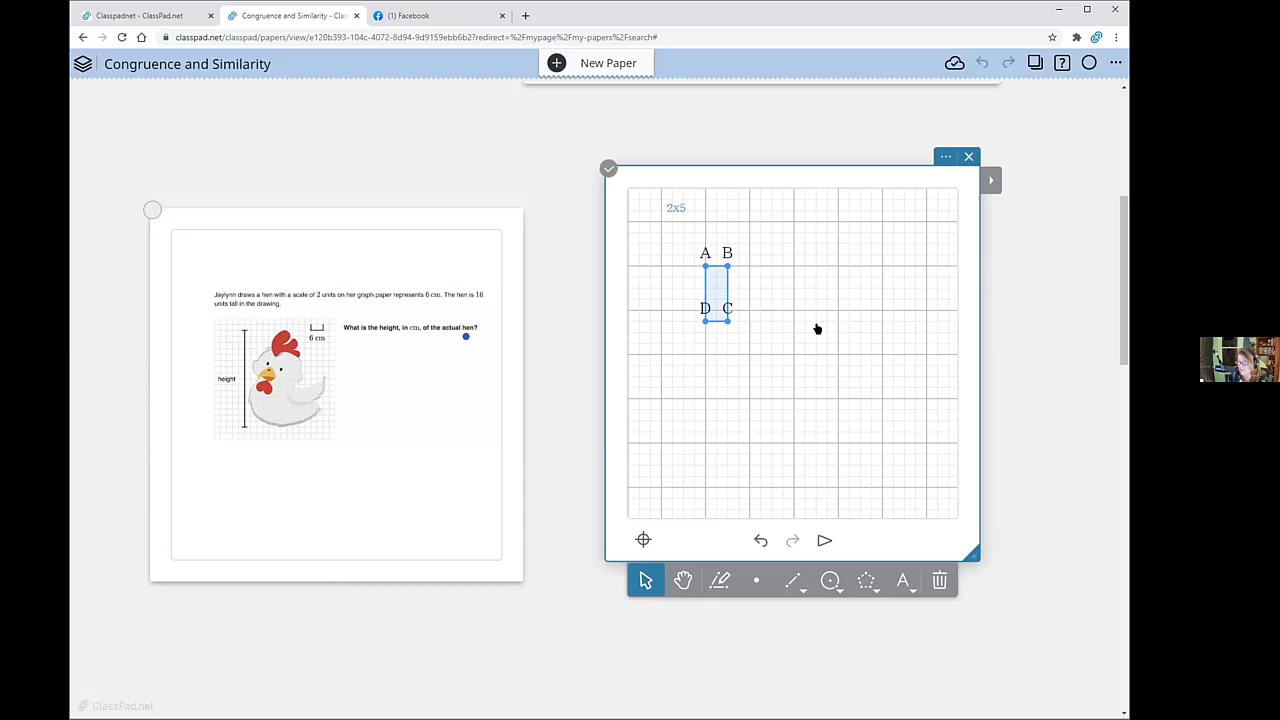 Classpadnet - ClassPad.net
Congruence and Similarity - Clas
(1) Facebook
classpad.net/classpad/papers/view/e120b393-104c-4072-8d94-9d9159ebb6b2?redirect=%2Fmypage%2Fmy-papers%2Fsearch#
Congruence and Similarity
New Paper
2x5
A B
D C
Jaylynn draws a hen with a scale of 2 units on her graph paper represents 6 cm. The hen is 16
units tall in the drawing.
What is the height, in cm, of the actual hen?
6 cm
height
A
ClassPad.net